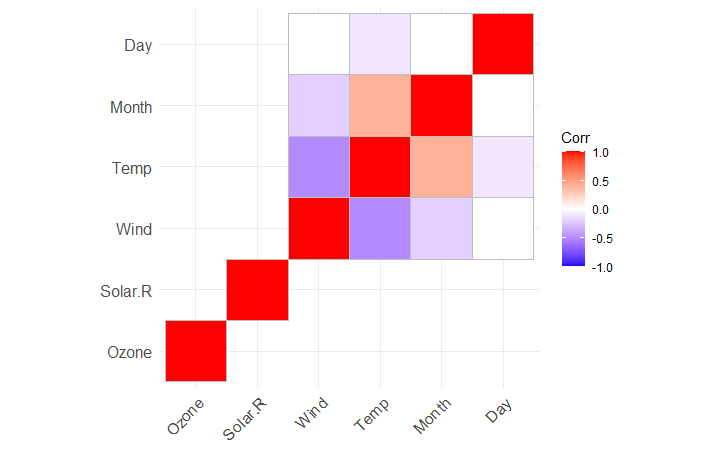 Day
Month
Temp
Wind
Solar.R
Ozone
Ozone
Solar.R
Wind
Temp
Month
Day
Corr
1.0
0.5
0.0
-0.5
-1.0